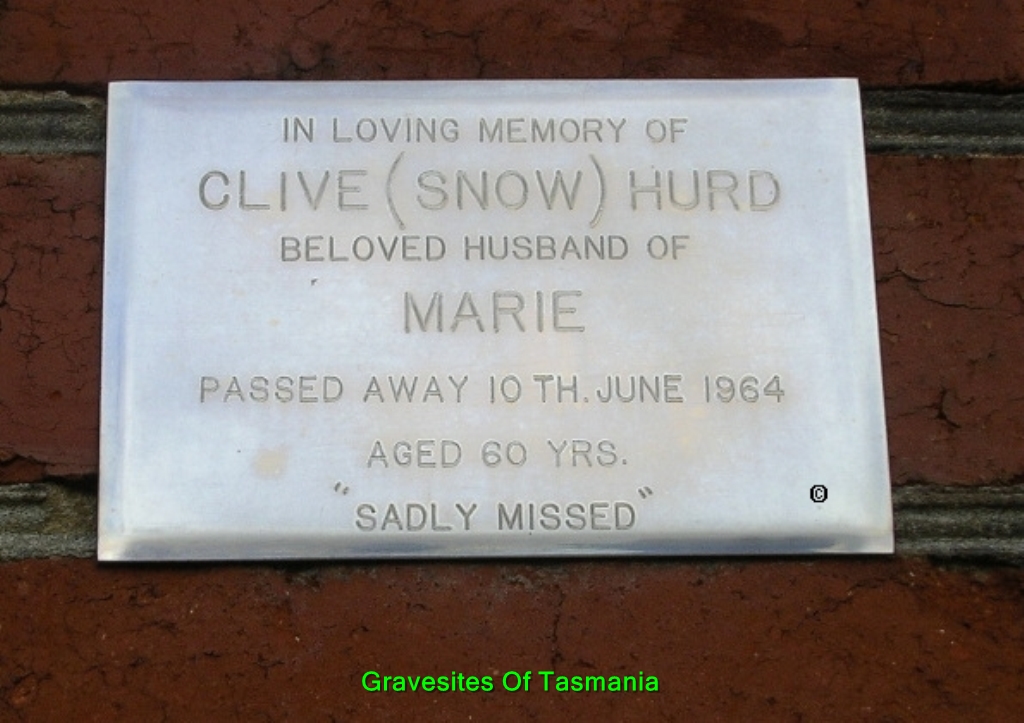 IN LOVING MEMORY OF
CLIVE (SNOW) HURD
BELOVED HUSBAND OF
MARIE
PASSED AWAY 10 TH. JUNE 1964
AGED 60 YRS.
"SADLY MISSED"
©
Gravesites Of Tasmania